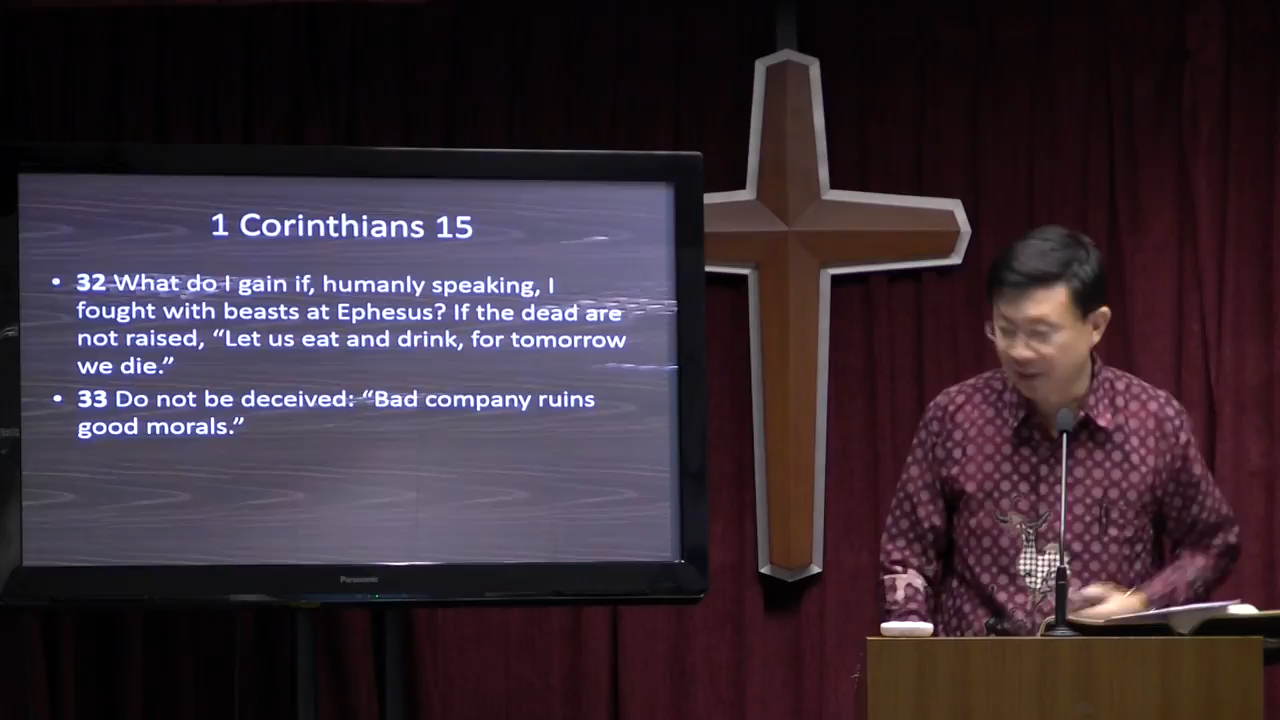 1 Corinthians 15
• 32 What do I gain if, humanly speaking, I
fought with beasts at Ephesus? If the dead are
not raised, “Let us eat and drink, for tomorrow
we die.”
• 33 Do not be deceived: “Bad company ruins
good morals.”
Panasonic